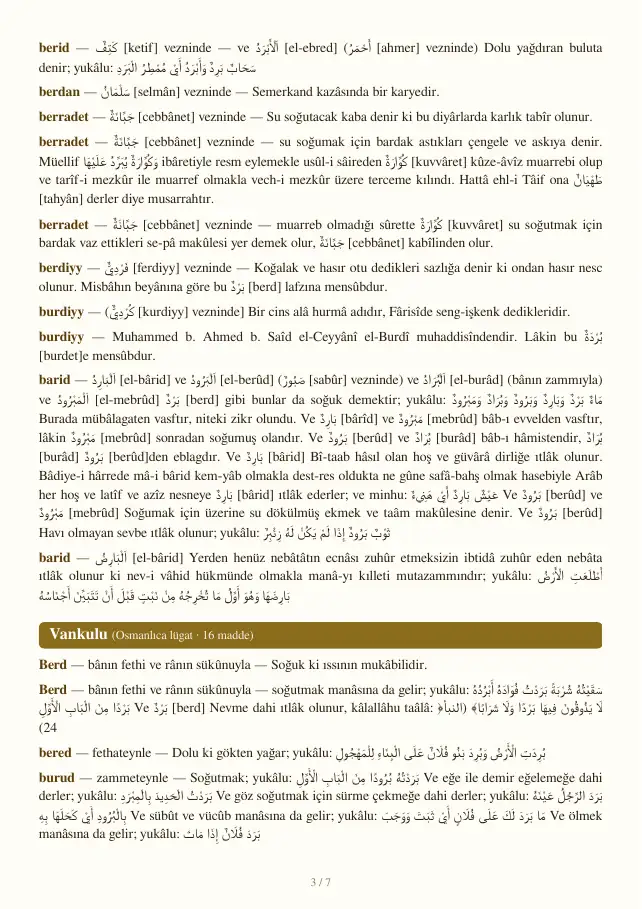 berid — كَتِفٌ [ketif] vezninde — ve اَلْأَبْرَدُ [el-ebred] (أَحْمَرُ [ahmer] vezninde) Dolu yağdıran buluta
denir; yukâlu: سَحَابٌ بَرِدٌ وَأَبْرَدُ أَيْ مُمْطِرُ الْبَرَدِ
berdan — سَلْمَانُ [selmân] vezninde — Semerkand kazâsında bir karyedir.
berradet — جَبَّانَةٌ [cebbânet] vezninde — Su soğutacak kaba denir ki bu diyârlarda karlık tabîr olunur.
berradet — جَبَّانَةٌ [cebbânet] vezninde — su soğumak için bardak astıkları çengele ve askıya denir.
Müellif وَكُوَّارَةٌ يُبَرَّدُ عَلَيْهَا ibâretiyle resm eylemekle usûl-i sâireden كُوَّارَةٌ [kuvvâret] kûze-âvîz muarrebi olup
ve tarîf-i mezkûr ile muarref olmakla vech-i mezkûr üzere terceme kılındı. Hattâ ehl-i Tâif ona طَهْيَانٌ
[tahyân] derler diye musarrahtır.
berradet — جَبَّانَةٌ [cebbânet] vezninde — muarreb olmadığı sûrette كُوَّارَةٌ [kuvvâret] su soğutmak için
bardak vaz ettikleri se-pâ makûlesi yer demek olur, جَبَّانَةٌ [cebbânet] kabîlinden olur.
berdiyy — فَرْدِيٌّ [ferdiyy] vezninde — Koğalak ve hasır otu dedikleri sazlığa denir ki ondan hasır nesc
olunur. Misbâhın beyânına göre bu بَرْدٌ [berd] lafzına mensûbdur.
burdiyy — (كُرْدِيٌّ [kurdiyy] vezninde] Bir cins alâ hurmâ adıdır, Fârisîde seng-işkenk dedikleridir.
burdiyy — Muhammed b. Ahmed b. Saîd el-Ceyyânî el-Burdî muhaddisîndendir. Lâkin bu بُرْدَةٌ
[burdet]e mensûbdur.
barid — اَلْبَارِدُ [el-bârid] ve اَلْبَرُودُ [el-berûd] (صَبُورٌ [sabûr] vezninde) ve اَلْبُرَادُ [el-burâd] (bânın zammıyla)
ve اَلْمَبْرُودُ [el-mebrûd] بَرْدٌ [berd] gibi bunlar da soğuk demektir; yukâlu: مَاءٌ بَرْدٌ وَبَارِدٌ وَبَرُودٌ وَبُرَادٌ وَمَبْرُودٌ
Burada mübâlagaten vasftır, niteki zikr olundu. Ve بَارِدٌ [bârid] ve مَبْرُودٌ [mebrûd] bâb-ı evvelden vasftır,
lâkin مَبْرُودٌ [mebrûd] sonradan soğumuş olandır. Ve بَرُودٌ [berûd] ve بُرَادٌ [burâd] bâb-ı hâmistendir, بُرَادٌ
[burâd] بَرُودٌ [berûd]den eblagdır. Ve بَارِدٌ [bârid] Bî-taab hâsıl olan hoş ve güvârâ dirliğe ıtlâk olunur.
Bâdiye-i hârrede mâ-i bârid kem-yâb olmakla dest-res oldukta ne gûne safâ-bahş olmak hasebiyle Arâb
her hoş ve latîf ve azîz nesneye بَارِدٌ [bârid] ıtlâk ederler; ve minhu: عَيْشٌ بَارِدٌ أَيْ هَنِيءٌ Ve بَرُودٌ [berûd] ve
مَبْرُودٌ [mebrûd] Soğumak için üzerine su dökülmüş ekmek ve taâm makûlesine denir. Ve بَرُودٌ [berûd]
Havı olmayan sevbe ıtlâk olunur; yukâlu: ثَوْبٌ بَرُودٌ إِذَا لَمْ يَكُنْ لَهُ زِئْبِرٌ
barid — اَلْبَارِضُ [el-bârid] Yerden henüz nebâtâtın ecnâsı zuhûr etmeksizin ibtidâ zuhûr eden nebâta
ıtlâk olunur ki nev-i vâhid hükmünde olmakla manâ-yı kılleti mutazammındır; yukâlu: أَطْلَعَتِ الْأَرْضُ
بَارِضَهَا وَهُوَ أَوَّلُ مَا تُخْرِجُهُ مِنْ نَبْتٍ قَبْلَ أَنْ تَتَبَيَّنَ أَجْنَاسُهُ
Vankulu (Osmanlıca lügat · 16 madde)
Berd — bânın fethi ve rânın sükûnuyla — Soğuk ki ıssının mukâbilidir.
Berd — bânın fethi ve rânın sükûnuyla — soğutmak manâsına da gelir; yukâlu: سَقَيْتُهُ شَرْبَةً بَرَدْتُ فُؤَادَهُ أَبْرُدُهُ
بَرْدًا مِن الْبَابِ الْأَوَّلِ Ve بَرْدٌ [berd] Nevme dahi ıtlâk olunur, kâlallâhu taâlâ: ﴿لَا يَذُوقُونَ فِيهَا بَرْدًا وَلَا شَرَابًا﴾ (النبأ
24)
bered — fethateynle — Dolu ki gökten yağar; yukâlu: بُرِدَتِ الْأَرْضُ وَبُرِدَ بَنُو فُلَانٍ عَلَى الْبِنَاءِ لِلْمَجْهُولِ
burud — zammeteynle — Soğutmak; yukâlu: بَرَدْتُهُ بُرُودًا مِن الْبَابِ الْأَوَّلِ Ve eğe ile demir eğelemeğe dahi
derler; yukâlu: بَرَدْتُ الْحَدِيدَ بِالْمِبْرَدِ Ve göz soğutmak için sürme çekmeğe dahi derler; yukâlu: بَرَدَ الرَّجُلُ عَيْنَهُ
بِالْبَرُودِ أَيْ كَحَلَهَا بِهِ Ve sübût ve vücûb manâsına da gelir; yukâlu: مَا بَرَدَ لَكَ عَلَى فُلَانٍ أَيْ ثَبَتَ وَوَجَبَ Ve ölmek
manâsına da gelir; yukâlu: بَرَدَ فُلَانٌ إِذَا مَاتَ
3 / 7